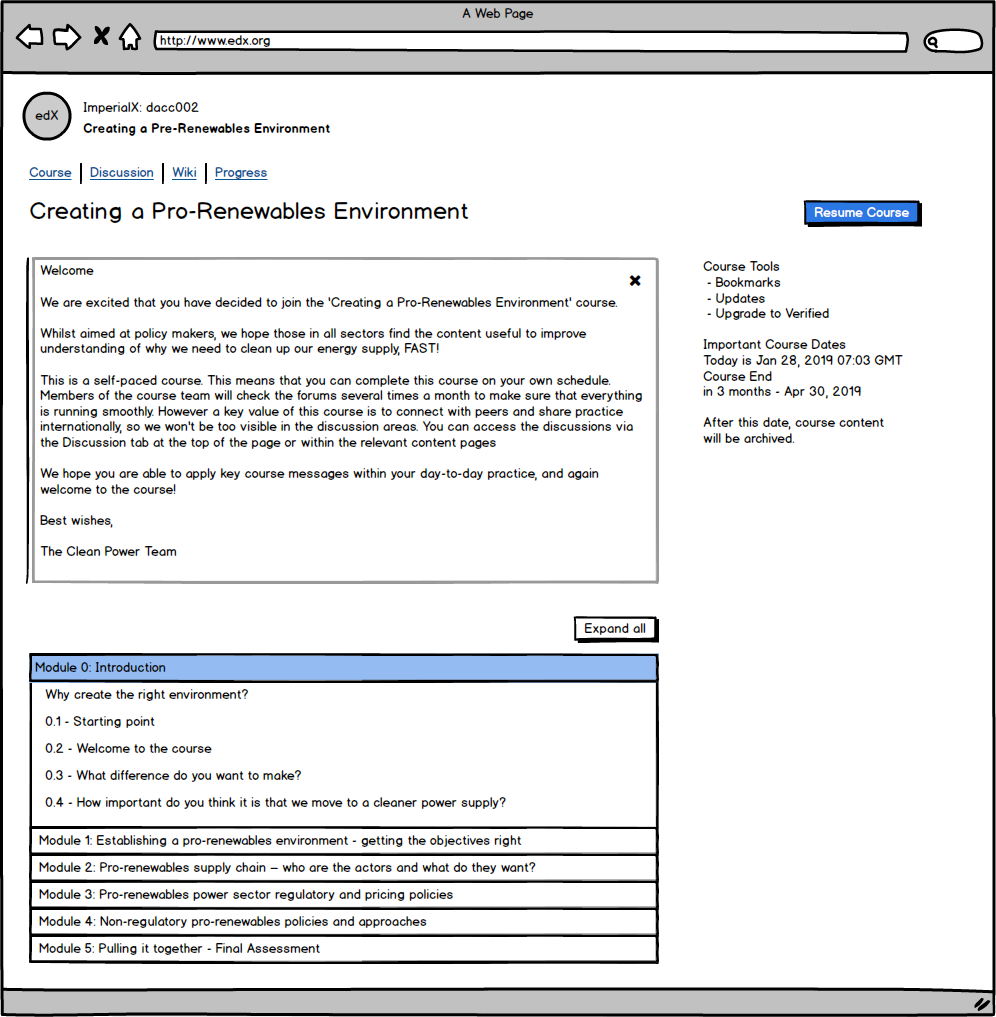 A Web Page
http://www.edx.org
edX
ImperialX: dacc002
Creating a Pre-Renewables Environment
Course
Discussion
Wiki
Progress
Creating a Pro-Renewables Environment
Resume Course
Welcome
We are excited that you have decided to join the 'Creating a Pro-Renewables Environment' course.
Whilst aimed at policy makers, we hope those in all sectors find the content useful to improve
understanding of why we need to clean up our energy supply, FAST!
This is a self-paced course. This means that you can complete this course on your own schedule.
Members of the course team will check the forums several times a month to make sure that everything
is running smoothly. However a key value of this course is to connect with peers and share practice
internationally, so we won't be too visible in the discussion areas. You can access the discussions via
the Discussion tab at the top of the page or within the relevant content pages
We hope you are able to apply key course messages within your day-to-day practice, and again
welcome to the course!
Best wishes,
The Clean Power Team
Course Tools
- Bookmarks
- Updates
- Upgrade to Verified
Important Course Dates
Today is Jan 28, 2019 07:03 GMT
Course End
in 3 months - Apr 30, 2019
After this date, course content
will be archived.
Expand all
Module 0: Introduction
Why create the right environment?
0.1 - Starting point
0.2 - Welcome to the course
0.3 - What difference do you want to make?
0.4 - How important do you think it is that we move to a cleaner power supply?
Module 1: Establishing a pro-renewables environment - getting the objectives right
Module 2: Pro-renewables supply chain – who are the actors and what do they want?
Module 3: Pro-renewables power sector regulatory and pricing policies
Module 4: Non-regulatory pro-renewables policies and approaches
Module 5: Pulling it together - Final Assessment